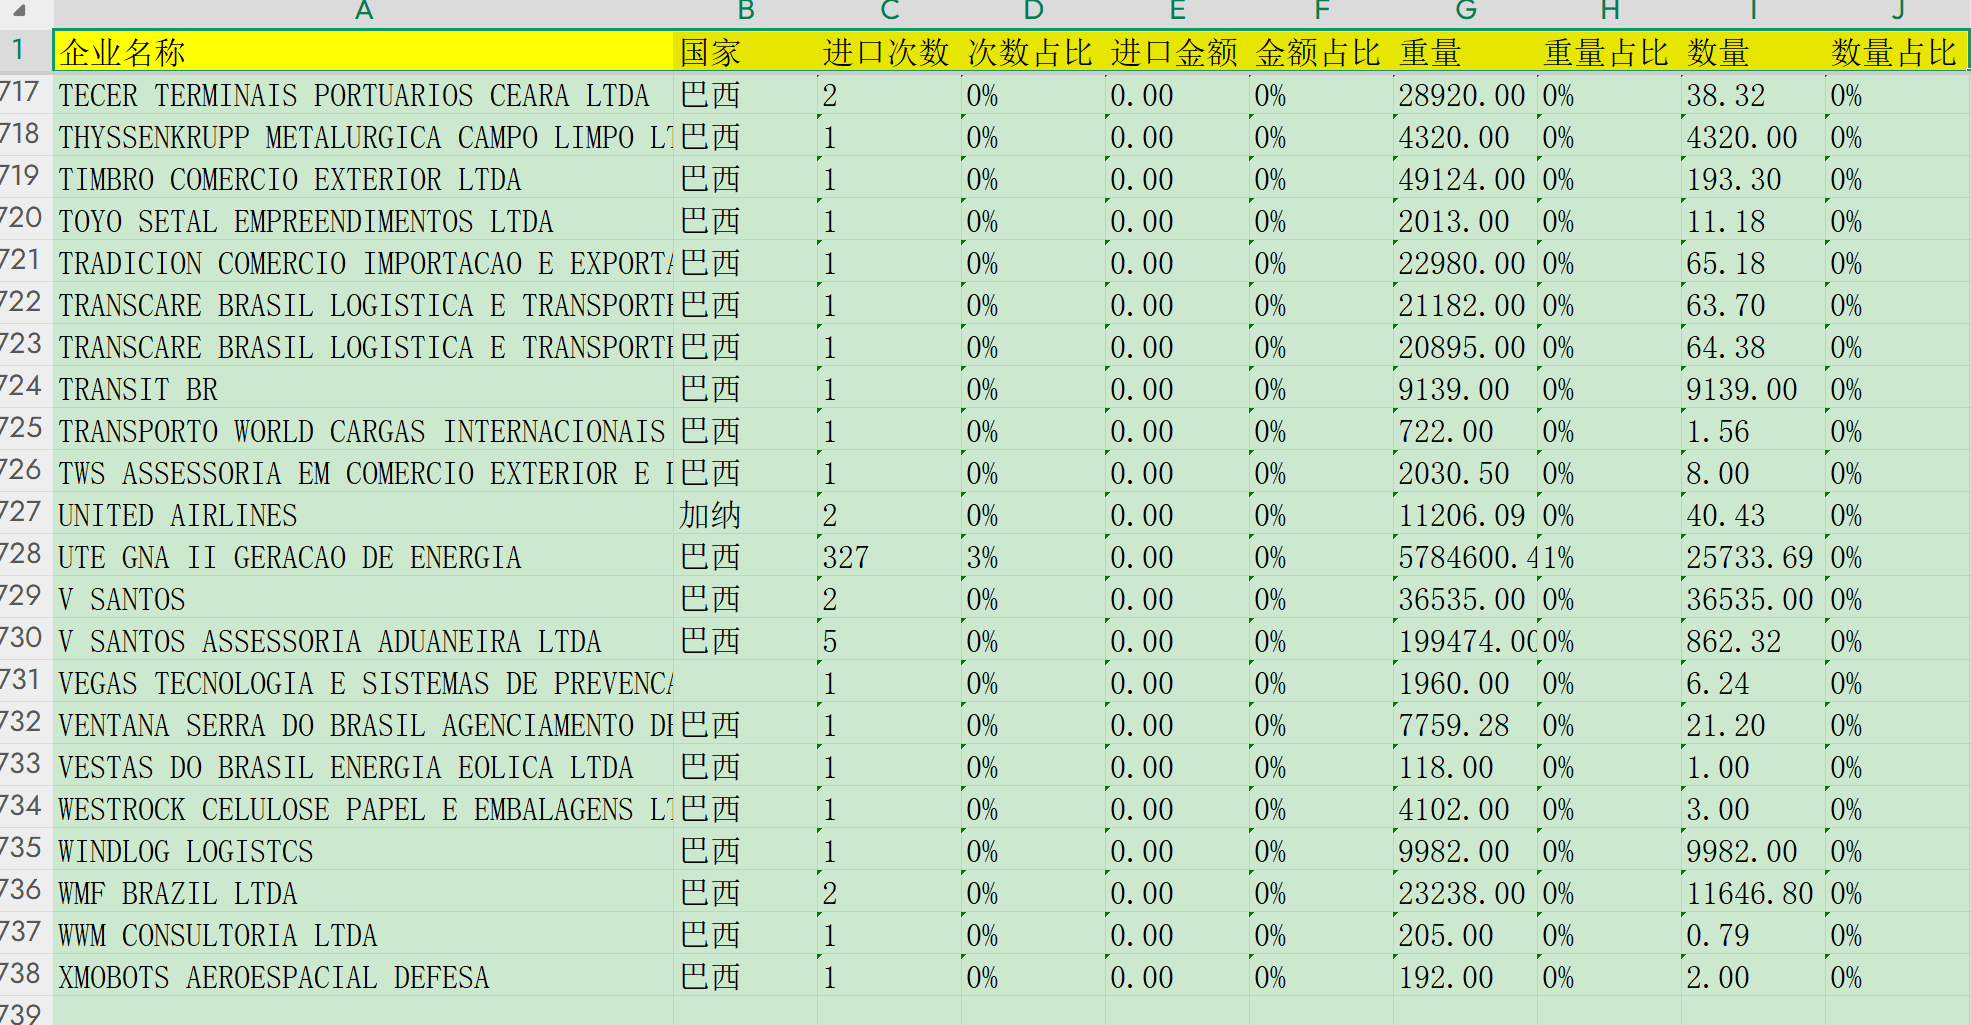 A B C D E F G H I J
1 企业名称 国家 进口次数 次数占比 进口金额 金额占比 重量 重量占比 数量 数量占比
717 TECER TERMINAIS PORTUARIOS CEARA LTDA 巴西 2 0% 0.00 0% 28920.00 0% 38.32 0%
718 THYSSENKRUPP METALURGICA CAMPO LIMPO LT 巴西 1 0% 0.00 0% 4320.00 0% 4320.00 0%
719 TIMBRO COMERCIO EXTERIOR LTDA 巴西 1 0% 0.00 0% 49124.00 0% 193.30 0%
720 TOYO SETAL EMPREENDIMENTOS LTDA 巴西 1 0% 0.00 0% 2013.00 0% 11.18 0%
721 TRADICION COMERCIO IMPORTACAO E EXPORTA 巴西 1 0% 0.00 0% 22980.00 0% 65.18 0%
722 TRANSCARE BRASIL LOGISTICA E TRANSPORTE 巴西 1 0% 0.00 0% 21182.00 0% 63.70 0%
723 TRANSCARE BRASIL LOGISTICA E TRANSPORTE 巴西 1 0% 0.00 0% 20895.00 0% 64.38 0%
724 TRANSIT BR 巴西 1 0% 0.00 0% 9139.00 0% 9139.00 0%
725 TRANSPORTO WORLD CARGAS INTERNACIONAIS 巴西 1 0% 0.00 0% 722.00 0% 1.56 0%
726 TWS ASSESSORIA EM COMERCIO EXTERIOR E 巴西 1 0% 0.00 0% 2030.50 0% 8.00 0%
727 UNITED AIRLINES 加纳 2 0% 0.00 0% 11206.09 0% 40.43 0%
728 UTE GNA II GERACAO DE ENERGIA 巴西 327 3% 0.00 0% 5784600.4 1% 25733.69 0%
729 V SANTOS 巴西 2 0% 0.00 0% 36535.00 0% 36535.00 0%
730 V SANTOS ASSESSORIA ADUANEIRA LTDA 巴西 5 0% 0.00 0% 199474.00 0% 862.32 0%
731 VEGAS TECNOLOGIA E SISTEMAS DE PREVENCA 1 0% 0.00 0% 1960.00 0% 6.24 0%
732 VENTANA SERRA DO BRASIL AGENCIAMENTO DE 巴西 1 0% 0.00 0% 7759.28 0% 21.20 0%
733 VESTAS DO BRASIL ENERGIA EOLICA LTDA 巴西 1 0% 0.00 0% 118.00 0% 1.00 0%
734 WESTROCK CELULOSE PAPEL E EMBALAGENS LT 巴西 1 0% 0.00 0% 4102.00 0% 3.00 0%
735 WINDLOG LOGISTCS 巴西 1 0% 0.00 0% 9982.00 0% 9982.00 0%
736 WMF BRAZIL LTDA 巴西 2 0% 0.00 0% 23238.00 0% 11646.80 0%
737 WWM CONSULTORIA LTDA 巴西 1 0% 0.00 0% 205.00 0% 0.79 0%
738 XMOBOTS AEROESPACIAL DEFESA 巴西 1 0% 0.00 0% 192.00 0% 2.00 0%
739